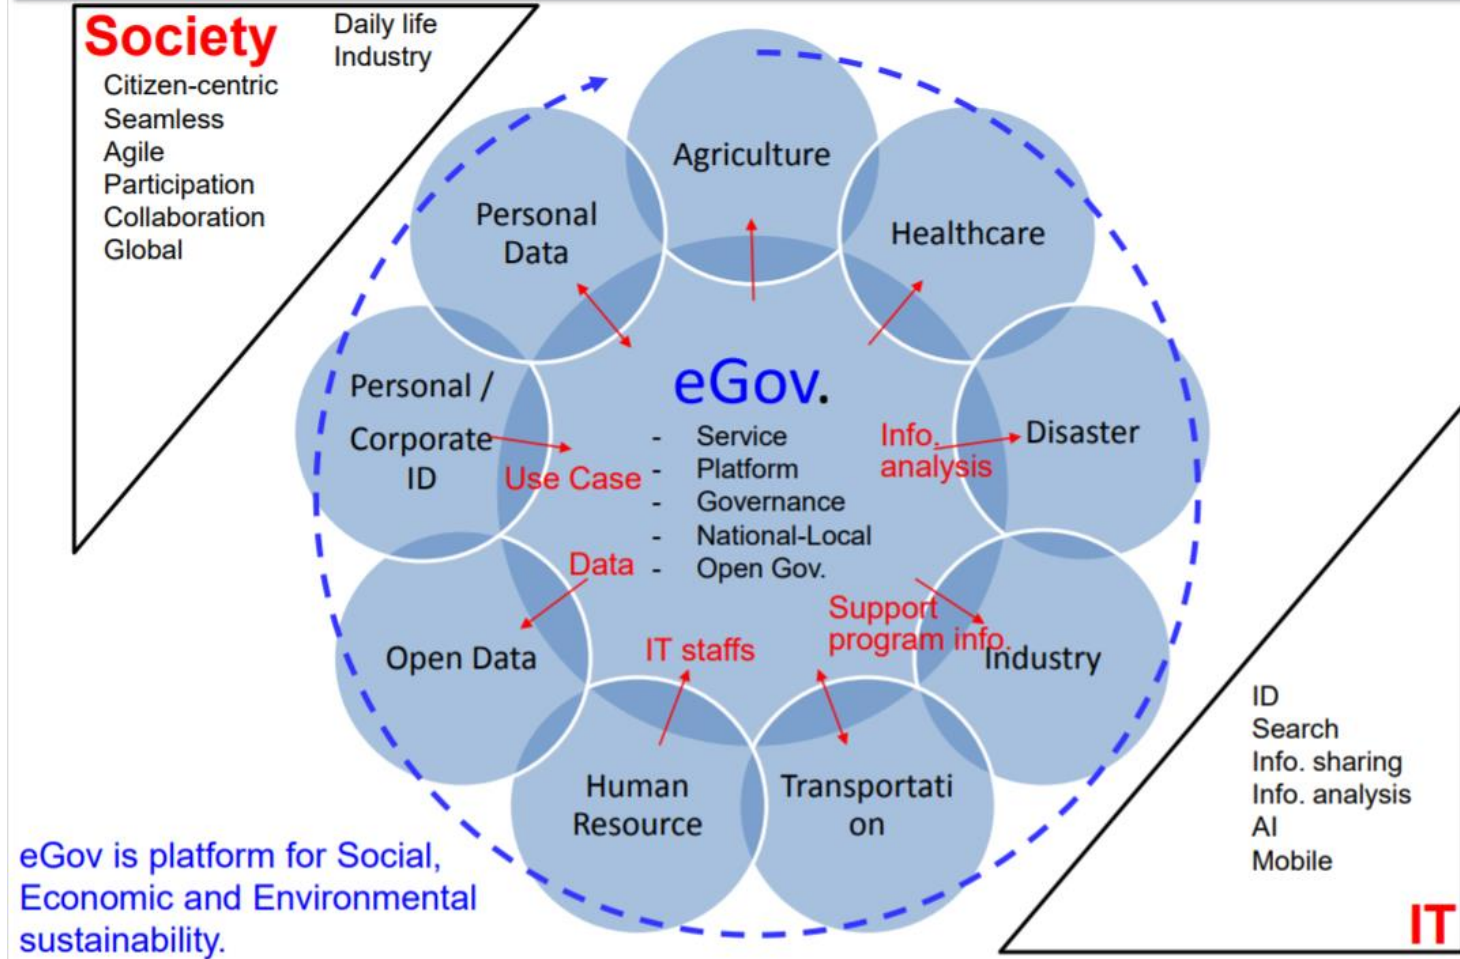 Society
Daily life
Industry
Citizen-centric
Seamless
Agile
Participation
Collaboration
Global
Agriculture
Personal
Data
Healthcare
Personal /
Corporate
ID
Use Case
eGov.
- Service
- Platform
- Governance
- National-Local
- Open Gov.
Info.
analysis
Disaster
Data
Open Data
IT staffs
Support
program info.
Industry
Human
Resource
Transportati
on
ID
Search
Info. sharing
Info. analysis
AI
Mobile
IT
eGov is platform for Social,
Economic and Environmental
sustainability.